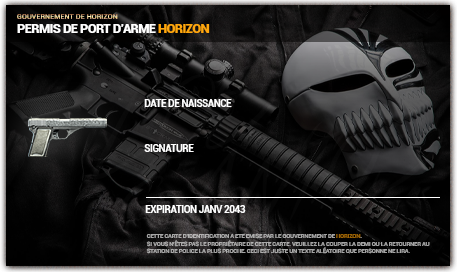 GOUVERNEMENT DE HORIZON
PERMIS DE PORT D'ARME HORIZON
DATE DE NAISSANCE
SIGNATURE
EXPIRATION JANV 2043
CETTE CARTE D'IDENTIFICATION A ETE EMISE PAR LE GOUVERNEMENT DE HORIZON.
SI VOUS N'ÊTES PAS LE PROPRIÉTAIRE DE CETTE CARTE, VEUILLEZ LA COUPER LA DEMI OU LA RETOURNER AU
STATION DE POLICE LA PLUS PROCHE. CECI EST JUSTE UN TEXTE ALÉATOIRE QUE PERSONNE NE LIRA.